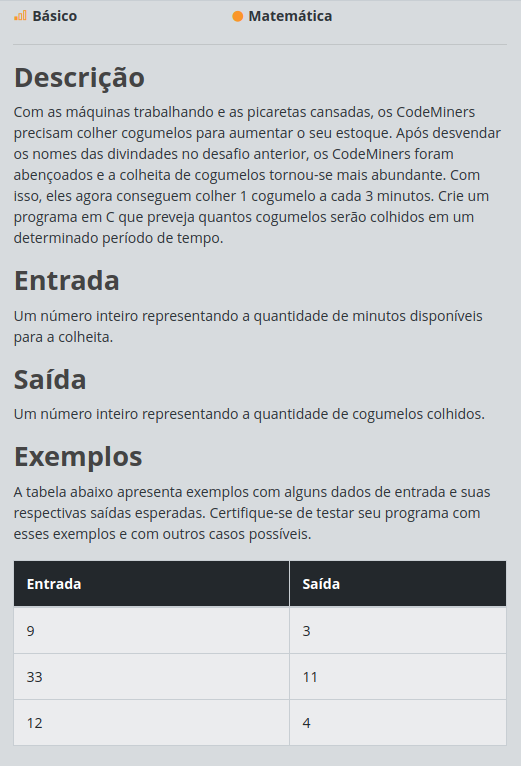 Básico Matemática
Descrição
Com as máquinas trabalhando e as picaretas cansadas, os CodeMiners
precisam colher cogumelos para aumentar o seu estoque. Após desvendar
os nomes das divindades no desafio anterior, os CodeMiners foram
abençoados e a colheita de cogumelos tornou-se mais abundante. Com
isso, eles agora conseguem colher 1 cogumelo a cada 3 minutos. Crie um
programa em C que preveja quantos cogumelos serão colhidos em um
determinado período de tempo.
Entrada
Um número inteiro representando a quantidade de minutos disponíveis
para a colheita.
Saída
Um número inteiro representando a quantidade de cogumelos colhidos.
Exemplos
A tabela abaixo apresenta exemplos com alguns dados de entrada e suas
respectivas saídas esperadas. Certifique-se de testar seu programa com
esses exemplos e com outros casos possíveis.
Entrada Saída
9 3
33 11
12 4